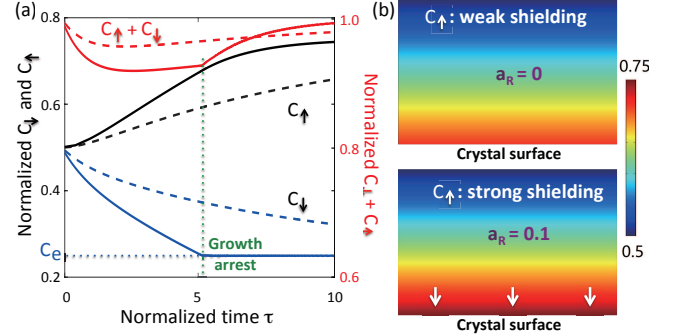 (a)
0.8
0.6
0.4
0.2
Normalized C↓ and C↑
C↑ + C↓
C↑
C↓
Cₑ
Growth
arrest
1.0
0.8
0.6
Normalized C⊥ + C↓
0
5
10
Normalized time τ
(b)
C↑: weak shielding
a_R = 0
Crystal surface
C↑: strong shielding
a_R = 0.1
Crystal surface
0.75
0.5